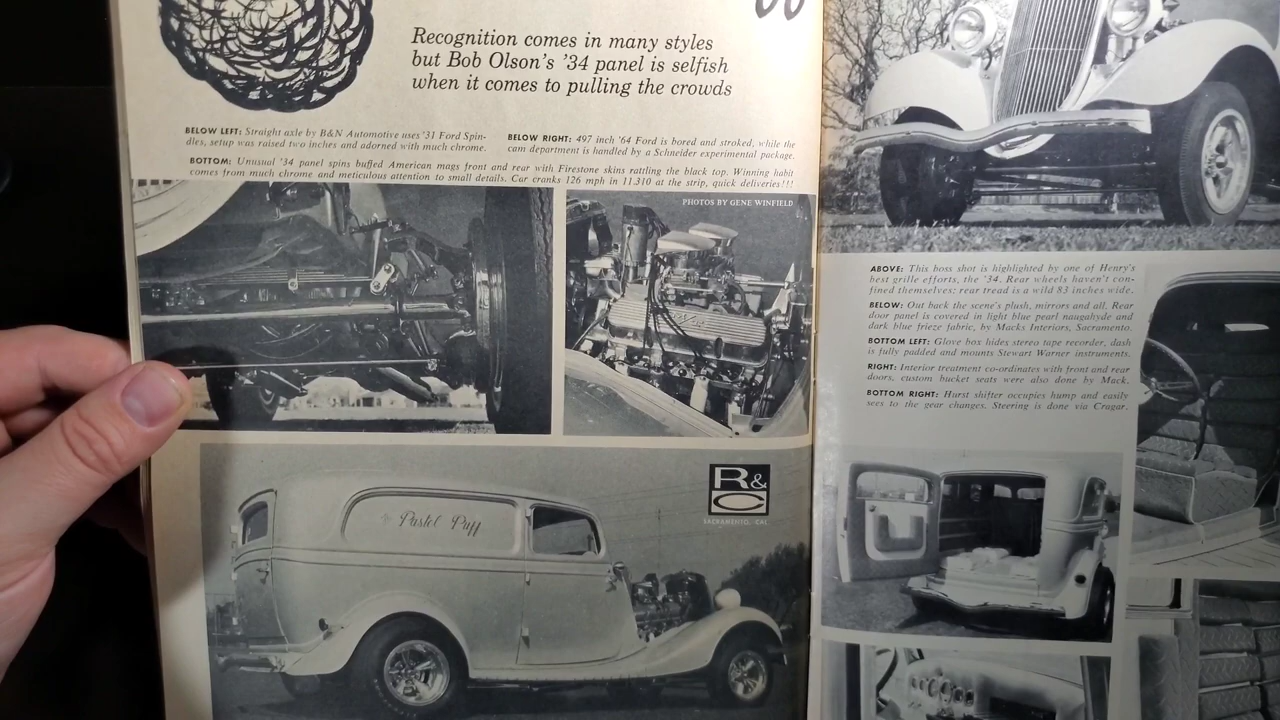 Recognition comes in many styles
but Bob Olson's '34 panel is selfish
when it comes to pulling the crowds
BELOW LEFT: Straight axle by B&N Automotive uses '31 Ford Spin-
dles, setup was raised two inches and adorned with much chrome.
BELOW RIGHT: 497 inch '64 Ford is bored and stroked, while the
cam department is handled by a Schneider experimental package.
BOTTOM: Unusual '34 panel spins buffed American mags front and rear with Firestone skins rattling the black top. Winning habit
comes from much chrome and meticulous attention to small details. Car cranks 126 mph in 11.310 at the strip, quick deliveries!!!
PHOTOS BY GENE WINFIELD
the Pastel Puff
R&
C
SACRAMENTO, CAL.
ABOVE: This boss shot is highlighted by one of Henry's
best grille efforts, the '34. Rear wheels haven't con-
fined themselves; rear tread is a wild 83 inches wide.
BELOW: Out back the scene's plush, mirrors and all. Rear
door panel is covered in light blue pearl naugahyde and
dark blue frieze fabric, by Macks Interiors, Sacramento.
BOTTOM LEFT: Glove box hides stereo tape recorder, dash
is fully padded and mounts Stewart Warner instruments.
RIGHT: Interior treatment co-ordinates with front and rear
doors, custom bucket seats were also done by Mack.
BOTTOM RIGHT: Hurst shifter occupies hump and easily
sees to the gear changes. Steering is done via Cragar.